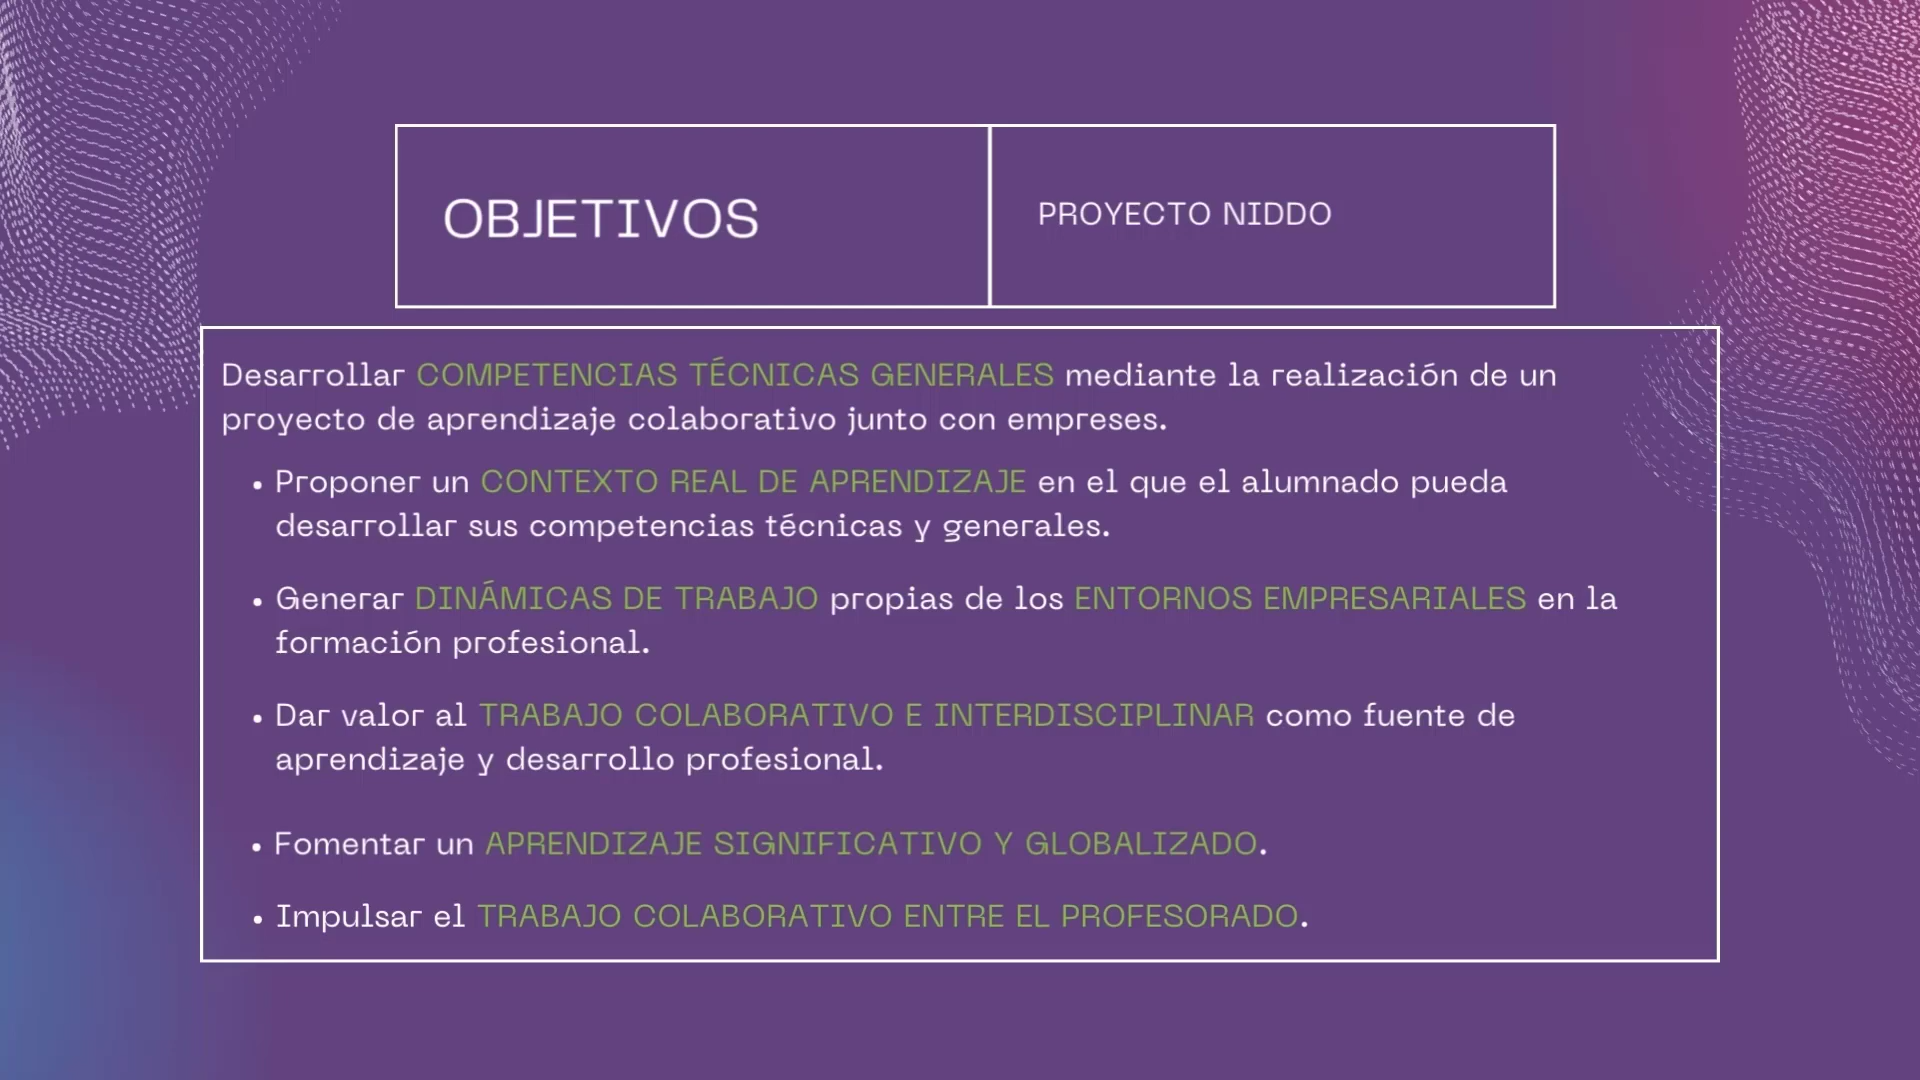 OBJETIVOS
PROYECTO NIDDO
Desarrollar COMPETENCIAS TÉCNICAS GENERALES mediante la realización de un
proyecto de aprendizaje colaborativo junto con empreses.
• Proponer un CONTEXTO REAL DE APRENDIZAJE en el que el alumnado pueda
desarrollar sus competencias técnicas y generales.
• Generar DINÁMICAS DE TRABAJO propias de los ENTORNOS EMPRESARIALES en la
formación profesional.
• Dar valor al TRABAJO COLABORATIVO E INTERDISCIPLINAR como fuente de
aprendizaje y desarrollo profesional.
• Fomentar un APRENDIZAJE SIGNIFICATIVO Y GLOBALIZADO.
• Impulsar el TRABAJO COLABORATIVO ENTRE EL PROFESORADO.